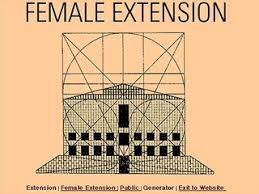 FEMALE EXTENSION
Extension | Female Extension | Public | Generator | Exit to Website